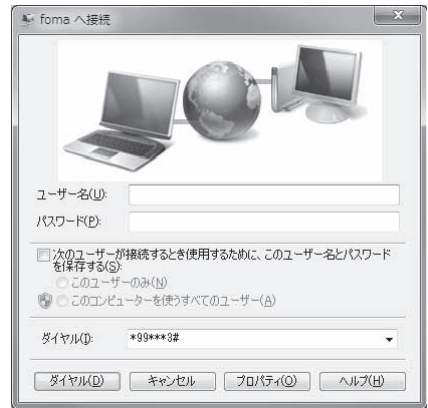 foma へ接続
ユーザー名(U):
パスワード(P):
次のユーザーが接続するとき使用するために、このユーザー名とパスワード
を保存する(S):
このユーザーのみ(N)
このコンピューターを使うすべてのユーザー(A)
ダイヤル(I): *99***3#
ダイヤル(D) キャンセル プロパティ(O) ヘルプ(H)